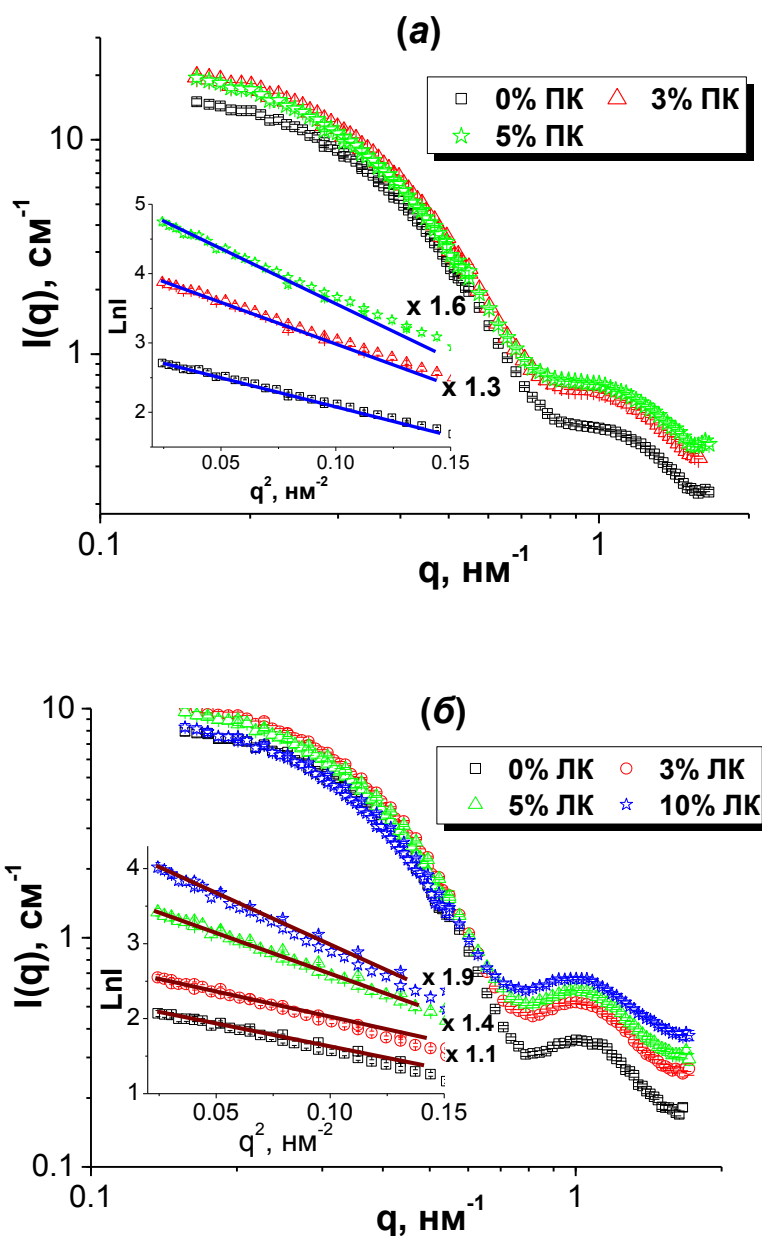 (а)
10
1
I(q), см⁻¹
0% ПК 3% ПК
5% ПК
5
4
3
2
LnI
x 1.6
x 1.3
0.05 0.10 0.15
q², нм⁻²
0.1 1
q, нм⁻¹
(б)
10
1
0.1
I(q), см⁻¹
0% ЛК 3% ЛК
5% ЛК 10% ЛК
4
3
2
1
LnI
x 1.9
x 1.4
x 1.1
0.05 0.10 0.15
q², нм⁻²
0.1 1
q, нм⁻¹